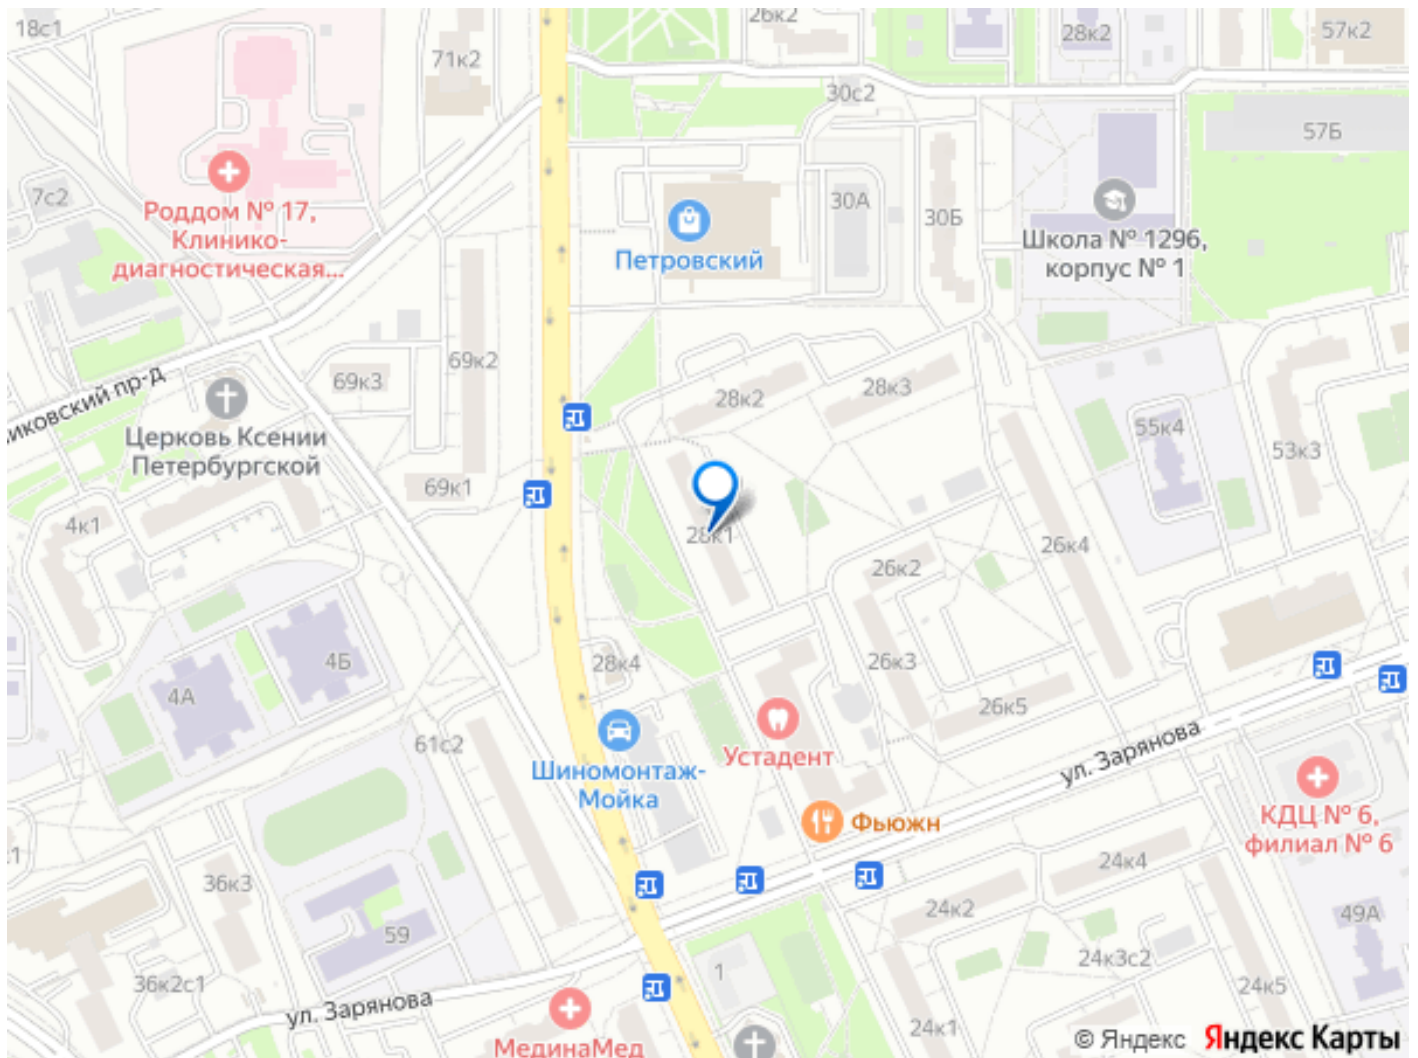 18с1
26к2
28к2
57к2
71к2
30с2
57Б
7с2
30А
30Б
Роддом № 17,
Клинико-
диагностическая...
Петровский
Школа № 1296,
корпус № 1
69к2
69к3
28к2
28к3
иковский пр-д
Церковь Ксении
Петербургской
55к4
53к3
69к1
4к1
28к1
26к4
26к2
28к4
26к3
4Б
4А
26к5
61с2
Устадент
ул. Зарянова
Шиномонтаж-
Мойка
Фьюжн
КДЦ № 6,
филиал № 6
24к4
36к3
24к2
49А
59
24к3с2
1
36к2с1
24к5
ул. Зарянова
24к1
МединаМед
© Яндекс Яндекс Карты